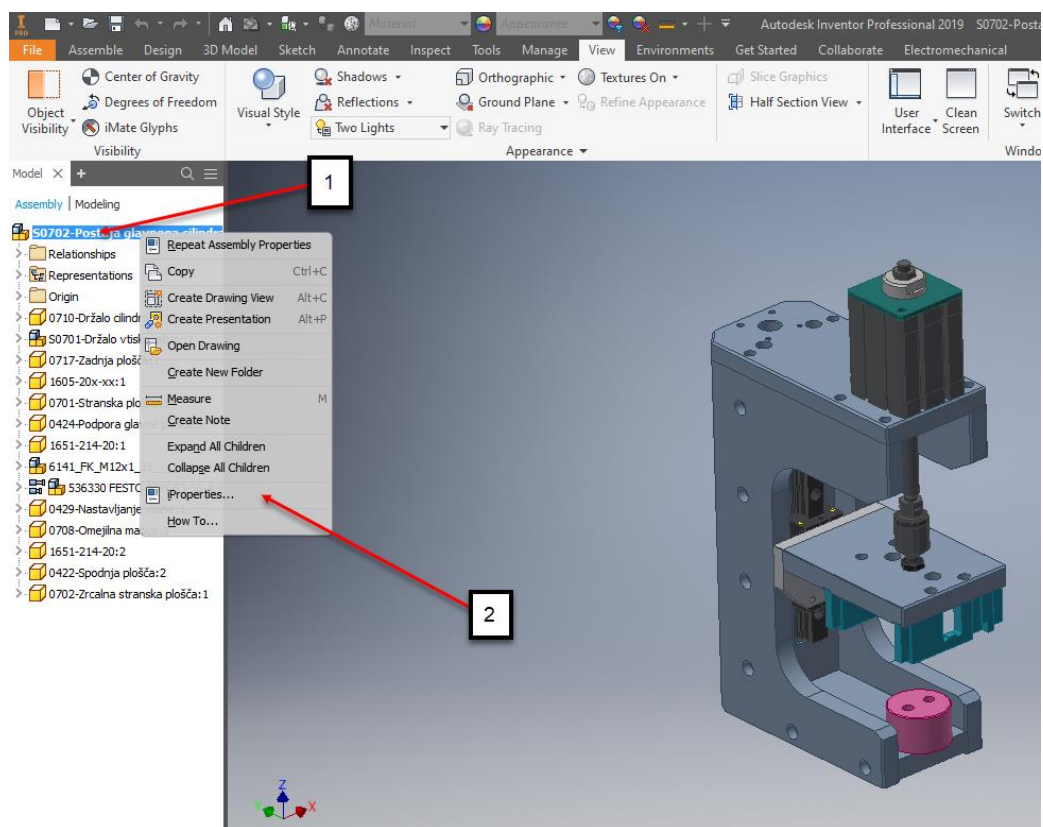 PRO
Material
Appearance
Autodesk Inventor Professional 2019 S0702-Posta
File Assemble Design 3D Model Sketch Annotate Inspect Tools Manage View Environments Get Started Collaborate Electromechanical
Object Visibility
Center of Gravity
Degrees of Freedom
iMate Glyphs
Visibility
Visual Style
Shadows
Reflections
Two Lights
Orthographic
Ground Plane
Ray Tracing
Textures On
Refine Appearance
Appearance
Slice Graphics
Half Section View
User Interface
Clean Screen
Switch
Windo
Model
Assembly | Modeling
S0702-Postaja glavnega cilindra
Relationships
Representations
Origin
0710-Držalo cilindr
S0701-Držalo vtisk
0717-Zadnja plošč
1605-20x-xx:1
0701-Stranska plo
0424-Podpora gla
1651-214-20:1
6141_FK_M12x1_
536330 FESTO
0429-Nastavljanje
0708-Omejilna ma
1651-214-20:2
0422-Spodnja plošča:2
0702-Zrcalna stranska plošča:1
Repeat Assembly Properties
Copy Ctrl+C
Create Drawing View Alt+C
Create Presentation Alt+P
Open Drawing
Create New Folder
Measure M
Create Note
Expand All Children
Collapse All Children
iProperties...
How To...
1
2
Z
Y
X